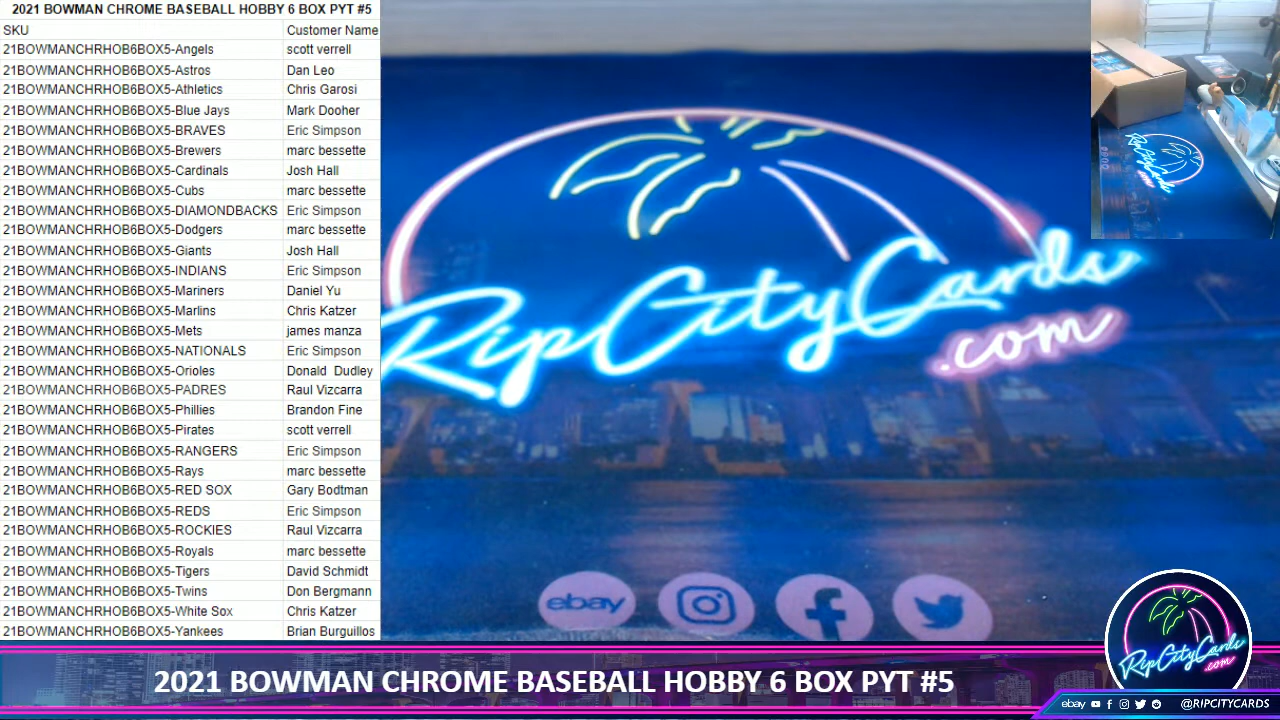 2021 BOWMAN CHROME BASEBALL HOBBY 6 BOX PYT #5
SKU Customer Name
21BOWMANCHRHOB6BOX5-Angels scott verrell
21BOWMANCHRHOB6BOX5-Astros Dan Leo
21BOWMANCHRHOB6BOX5-Athletics Chris Garosi
21BOWMANCHRHOB6BOX5-Blue Jays Mark Dooher
21BOWMANCHRHOB6BOX5-BRAVES Eric Simpson
21BOWMANCHRHOB6BOX5-Brewers marc bessette
21BOWMANCHRHOB6BOX5-Cardinals Josh Hall
21BOWMANCHRHOB6BOX5-Cubs marc bessette
21BOWMANCHRHOB6BOX5-DIAMONDBACKS Eric Simpson
21BOWMANCHRHOB6BOX5-Dodgers marc bessette
21BOWMANCHRHOB6BOX5-Giants Josh Hall
21BOWMANCHRHOB6BOX5-INDIANS Eric Simpson
21BOWMANCHRHOB6BOX5-Mariners Daniel Yu
21BOWMANCHRHOB6BOX5-Marlins Chris Katzer
21BOWMANCHRHOB6BOX5-Mets james manza
21BOWMANCHRHOB6BOX5-NATIONALS Eric Simpson
21BOWMANCHRHOB6BOX5-Orioles Donald Dudley
21BOWMANCHRHOB6BOX5-PADRES Raul Vizcarra
21BOWMANCHRHOB6BOX5-Phillies Brandon Fine
21BOWMANCHRHOB6BOX5-Pirates scott verrell
21BOWMANCHRHOB6BOX5-RANGERS Eric Simpson
21BOWMANCHRHOB6BOX5-Rays marc bessette
21BOWMANCHRHOB6BOX5-RED SOX Gary Bodtman
21BOWMANCHRHOB6BOX5-REDS Eric Simpson
21BOWMANCHRHOB6BOX5-ROCKIES Raul Vizcarra
21BOWMANCHRHOB6BOX5-Royals marc bessette
21BOWMANCHRHOB6BOX5-Tigers David Schmidt
21BOWMANCHRHOB6BOX5-Twins Don Bergmann
21BOWMANCHRHOB6BOX5-White Sox Chris Katzer
21BOWMANCHRHOB6BOX5-Yankees Brian Burguillos
RipCityCards
.com
ebay
RipCityCards
.com
2021 BOWMAN CHROME BASEBALL HOBBY 6 BOX PYT #5
RipCityCards
.com
ebay @RIPCITYCARDS